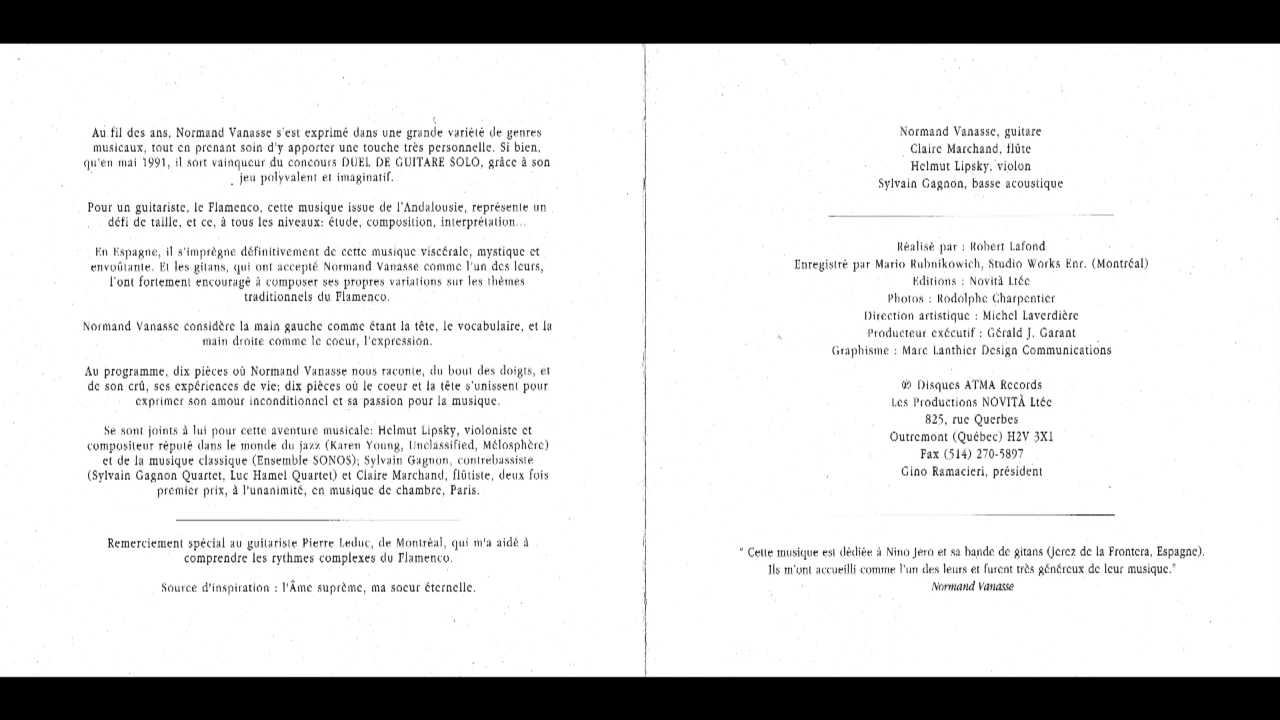 Au fil des ans, Normand Vanasse s'est exprimé dans une grande variété de genres
musicaux, tout en prenant soin d'y apporter une touche très personnelle. Si bien,
qu'en mai 1991, il sort vainqueur du concours DUEL DE GUITARE SOLO, grâce à son
jeu polyvalent et imaginatif.
Pour un guitariste, le Flamenco, cette musique issue de l'Andalousie, représente un
défi de taille, et ce, à tous les niveaux: étude, composition, interprétation...
En Espagne, il s'imprègne définitivement de cette musique viscérale, mystique et
envoûtante. Et les gitans, qui ont accepté Normand Vanasse comme l'un des leurs,
l'ont fortement encouragé à composer ses propres variations sur les thèmes
traditionnels du Flamenco.
Normand Vanasse considère la main gauche comme étant la tête, le vocabulaire, et la
main droite comme le coeur, l'expression.
Au programme, dix pièces où Normand Vanasse nous raconte, du bout des doigts, et
de son crû, ses expériences de vie; dix pièces où le coeur et la tête s'unissent pour
exprimer son amour inconditionnel et sa passion pour la musique.
Se sont joints à lui pour cette aventure musicale: Helmut Lipsky, violoniste et
compositeur réputé dans le monde du jazz (Karen Young, Unclassified, Mélosphère)
et de la musique classique (Ensemble SONOS); Sylvain Gagnon, contrebassiste
(Sylvain Gagnon Quartet, Luc Hamel Quartet) et Claire Marchand, flûtiste, deux fois
premier prix, à l'unanimité, en musique de chambre, Paris.
Remerciement spécial au guitariste Pierre Leduc, de Montréal, qui m'a aidé à
comprendre les rythmes complexes du Flamenco.
Source d'inspiration : l'Âme suprême, ma soeur éternelle.
Normand Vanasse, guitare
Claire Marchand, flûte
Helmut Lipsky, violon
Sylvain Gagnon, basse acoustique
Réalisé par : Robert Lafond
Enregistré par Mario Rubnikowich, Studio Works Enr. (Montréal)
Editions : Novità Ltée
Photos : Rodolphe Charpentier
Direction artistique : Michel Laverdière
Producteur exécutif : Gérald J. Garant
Graphisme : Marc Lanthier Design Communications
℗ Disques ATMA Records
Les Productions NOVITÀ Ltée
825, rue Querbes
Outremont (Québec) H2V 3X1
Fax (514) 270-5897
Gino Ramacieri, président
" Cette musique est dédiée à Nino Jero et sa bande de gitans (Jerez de la Frontera, Espagne).
Ils m'ont accueilli comme l'un des leurs et furent très généreux de leur musique."
Normand Vanasse